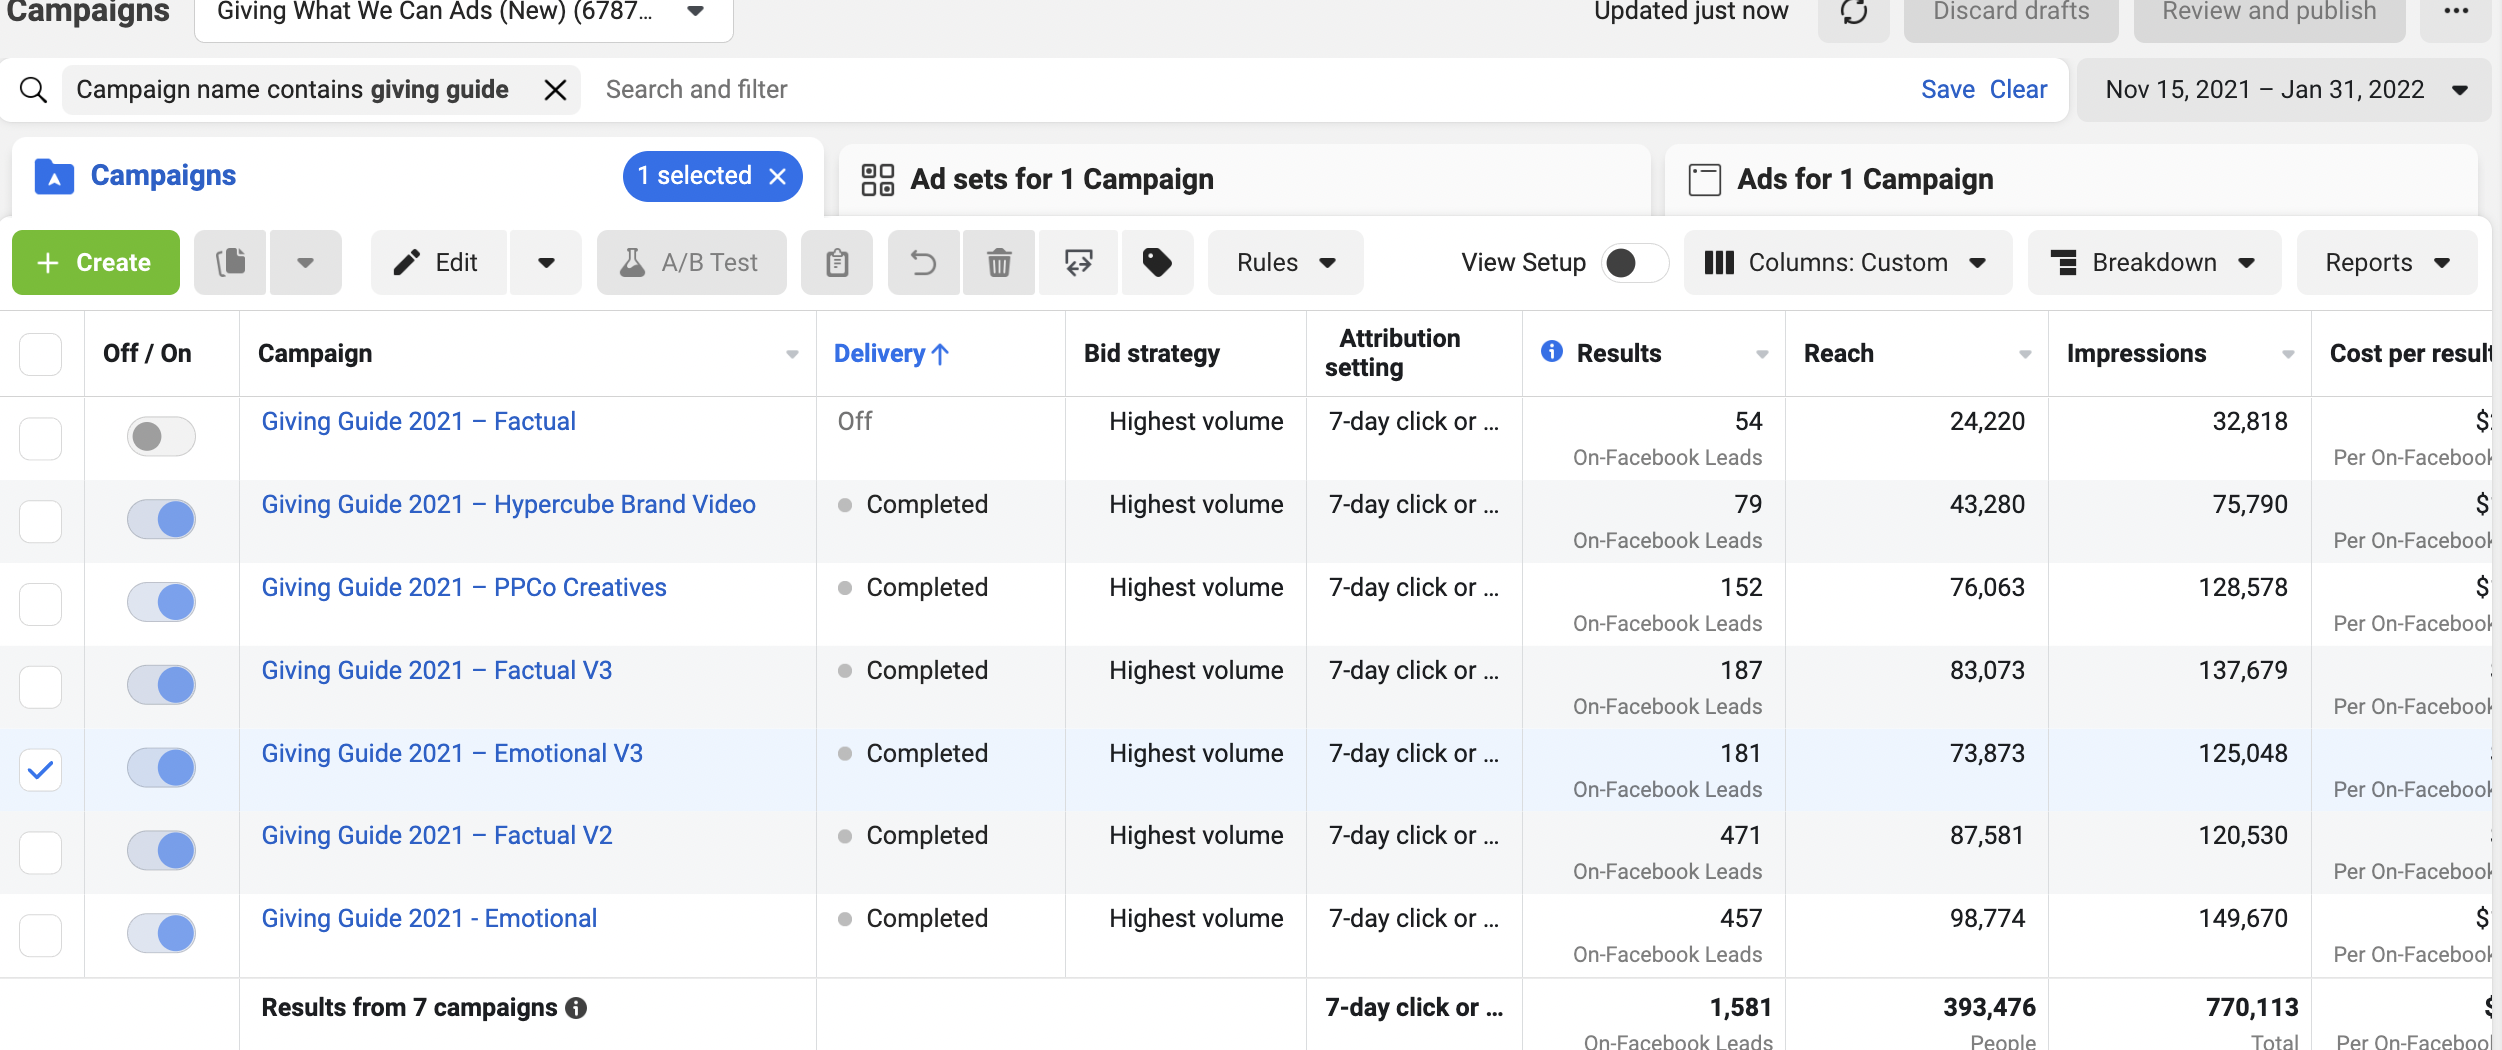 Campaigns Giving What We Can Ads (New) (6787... Updated just now Discard drafts Review and publish
Campaign name contains giving guide Search and filter Save Clear Nov 15, 2021 – Jan 31, 2022
Campaigns 1 selected Ad sets for 1 Campaign Ads for 1 Campaign
+ Create Edit A/B Test Rules View Setup Columns: Custom Breakdown Reports
Off / On Campaign Delivery↑ Bid strategy Attribution setting Results Reach Impressions Cost per result
Giving Guide 2021 – Factual Off Highest volume 7-day click or ... 54 24,220 32,818 $
On-Facebook Leads Per On-Facebook
Giving Guide 2021 – Hypercube Brand Video Completed Highest volume 7-day click or ... 79 43,280 75,790 $
On-Facebook Leads Per On-Facebook
Giving Guide 2021 – PPCo Creatives Completed Highest volume 7-day click or ... 152 76,063 128,578 $
On-Facebook Leads Per On-Facebook
Giving Guide 2021 – Factual V3 Completed Highest volume 7-day click or ... 187 83,073 137,679
On-Facebook Leads Per On-Facebook
Giving Guide 2021 – Emotional V3 Completed Highest volume 7-day click or ... 181 73,873 125,048
On-Facebook Leads Per On-Facebook
Giving Guide 2021 – Factual V2 Completed Highest volume 7-day click or ... 471 87,581 120,530
On-Facebook Leads Per On-Facebook
Giving Guide 2021 - Emotional Completed Highest volume 7-day click or ... 457 98,774 149,670 $
On-Facebook Leads Per On-Facebook
Results from 7 campaigns 7-day click or ... 1,581 393,476 770,113 $
On-Facebook Leads People Total Per On-Facebook